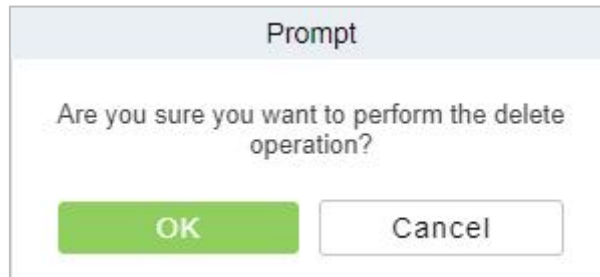 Prompt
Are you sure you want to perform the delete
operation?
OK
Cancel